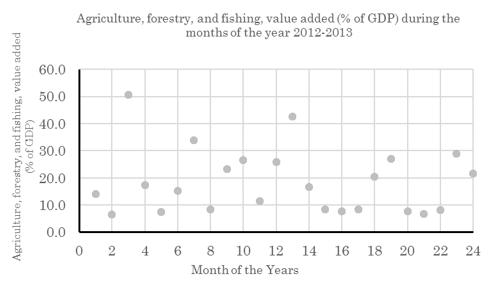 Agriculture, forestry, and fishing, value added (% of GDP) during the
months of the year 2012-2013
Agriculture, forestry, and fishing, value added
(% of GDP)
60.0
50.0
40.0
30.0
20.0
10.0
0.0
0 2 4 6 8 10 12 14 16 18 20 22 24
Month of the Years